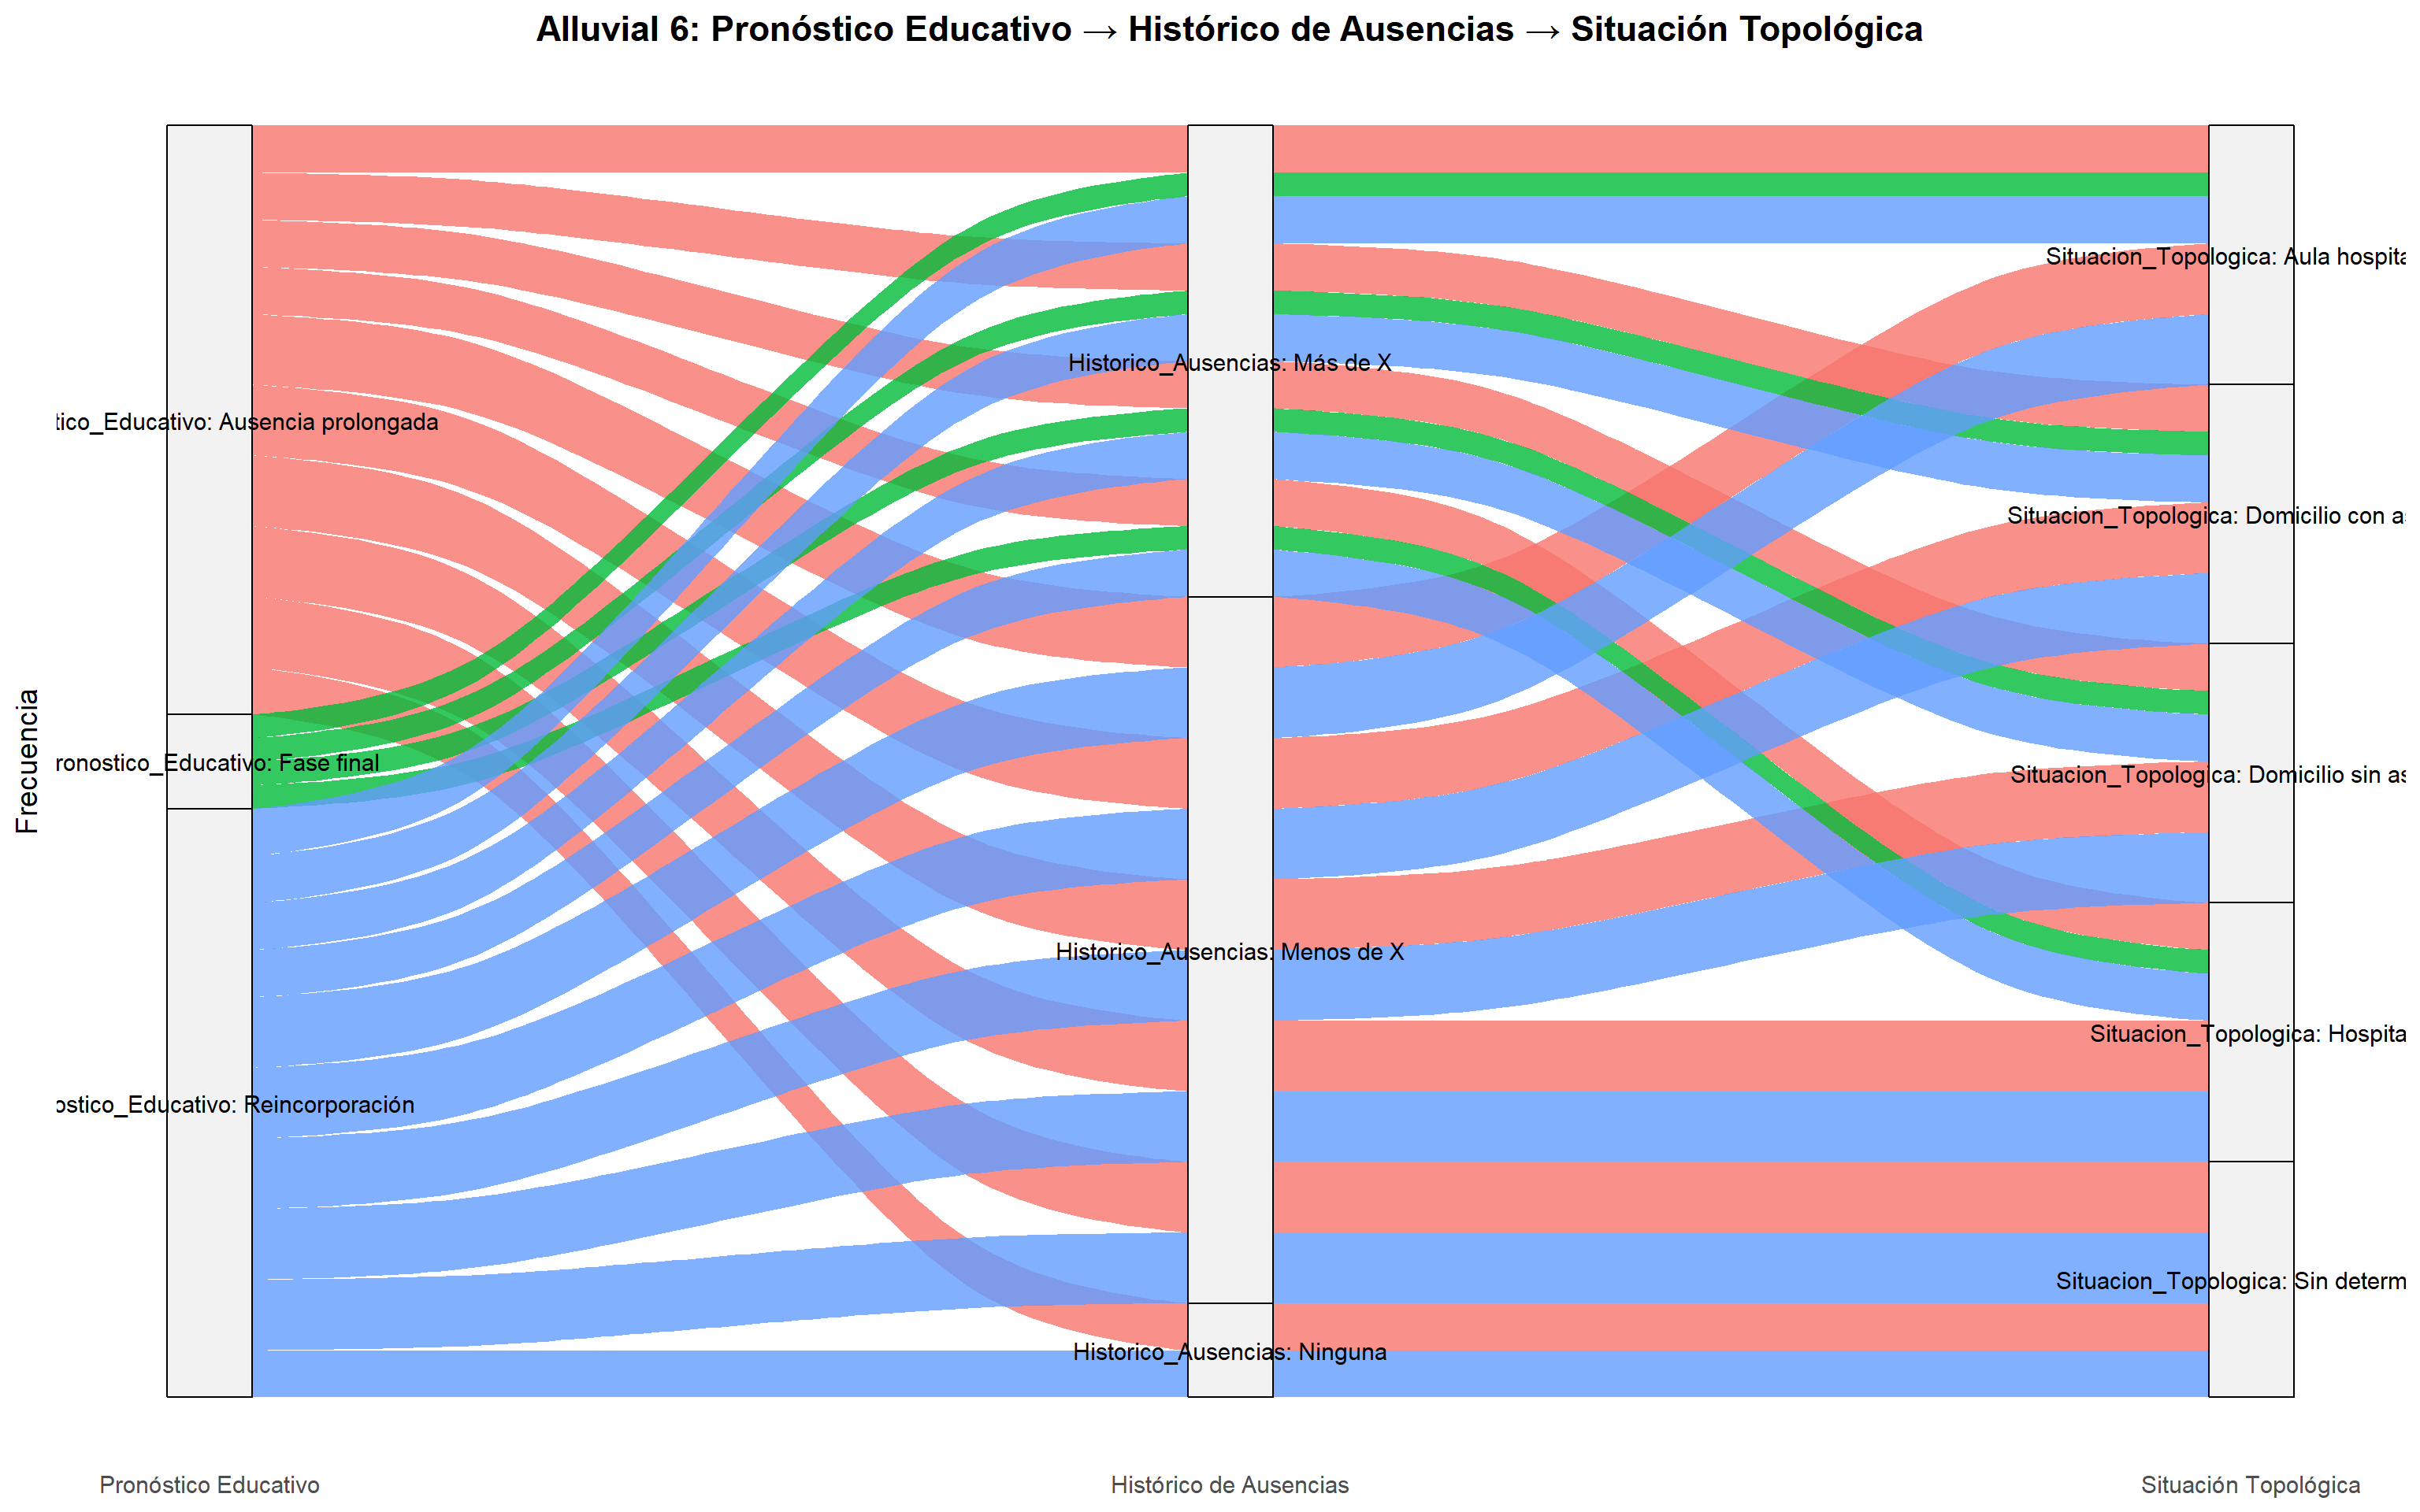 Alluvial 6: Pronóstico Educativo → Histórico de Ausencias → Situación Topológica
Frecuencia
tico_Educativo: Ausencia prolongada
ronostico_Educativo: Fase final
ostico_Educativo: Reincorporación
Historico_Ausencias: Más de X
Historico_Ausencias: Menos de X
Historico_Ausencias: Ninguna
Situacion_Topologica: Aula hospita
Situacion_Topologica: Domicilio con as
Situacion_Topologica: Domicilio sin as
Situacion_Topologica: Hospita
Situacion_Topologica: Sin determ
Pronóstico Educativo
Histórico de Ausencias
Situación Topológica